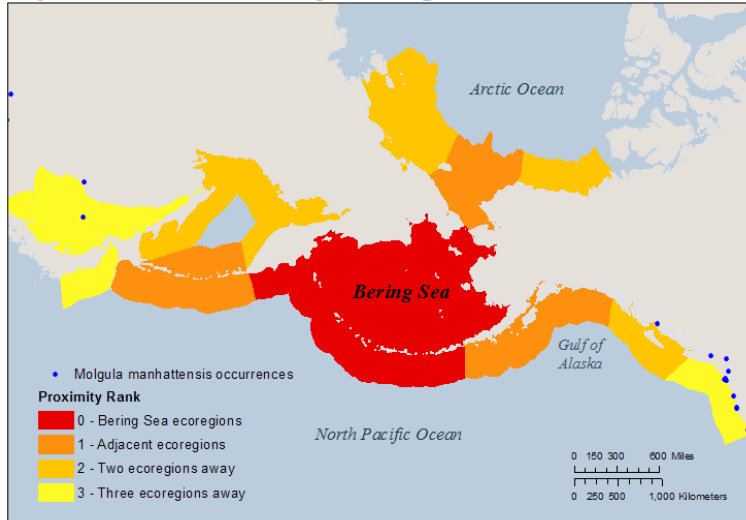 Arctic Ocean
Bering Sea
Gulf of
Alaska
Molgula manhattensis occurrences
Proximity Rank
0 - Bering Sea ecoregions
1 - Adjacent ecoregions
2 - Two ecoregions away
3 - Three ecoregions away
North Pacific Ocean
0 150 300 600 Miles
0 250 500 1,000 Kilometers